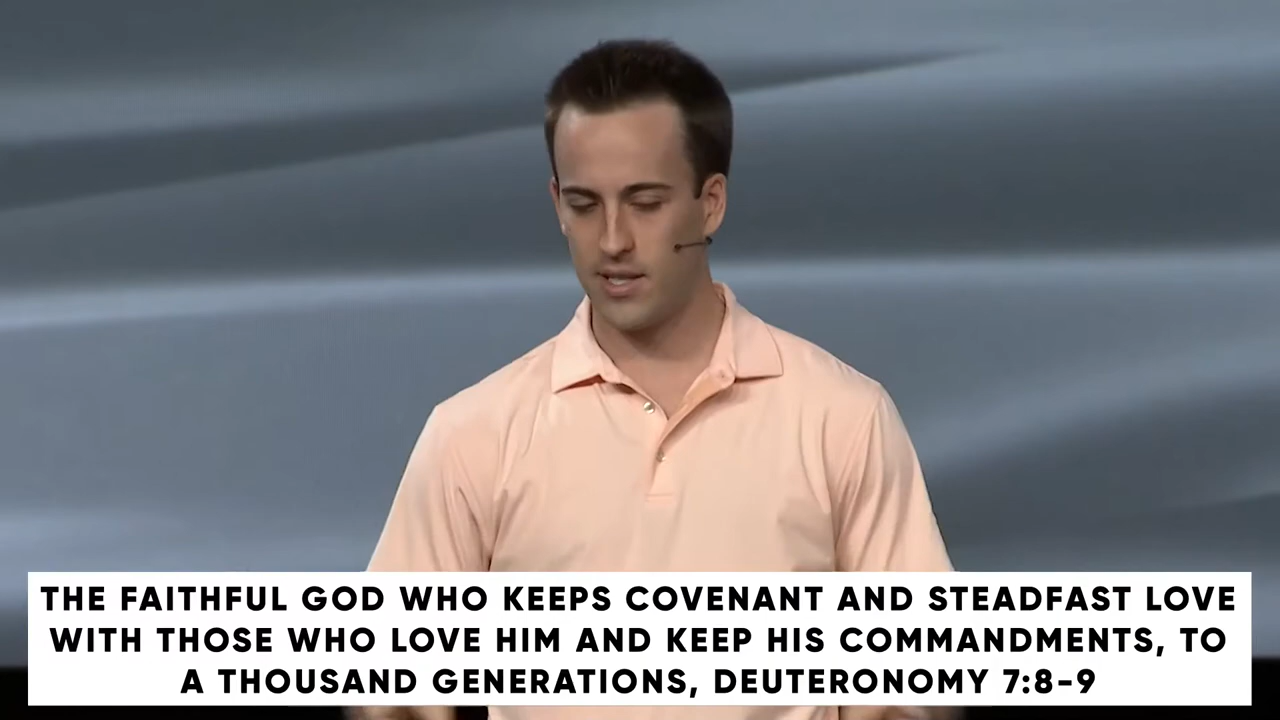 THE FAITHFUL GOD WHO KEEPS COVENANT AND STEADFAST LOVE
WITH THOSE WHO LOVE HIM AND KEEP HIS COMMANDMENTS, TO
A THOUSAND GENERATIONS, DEUTERONOMY 7:8-9